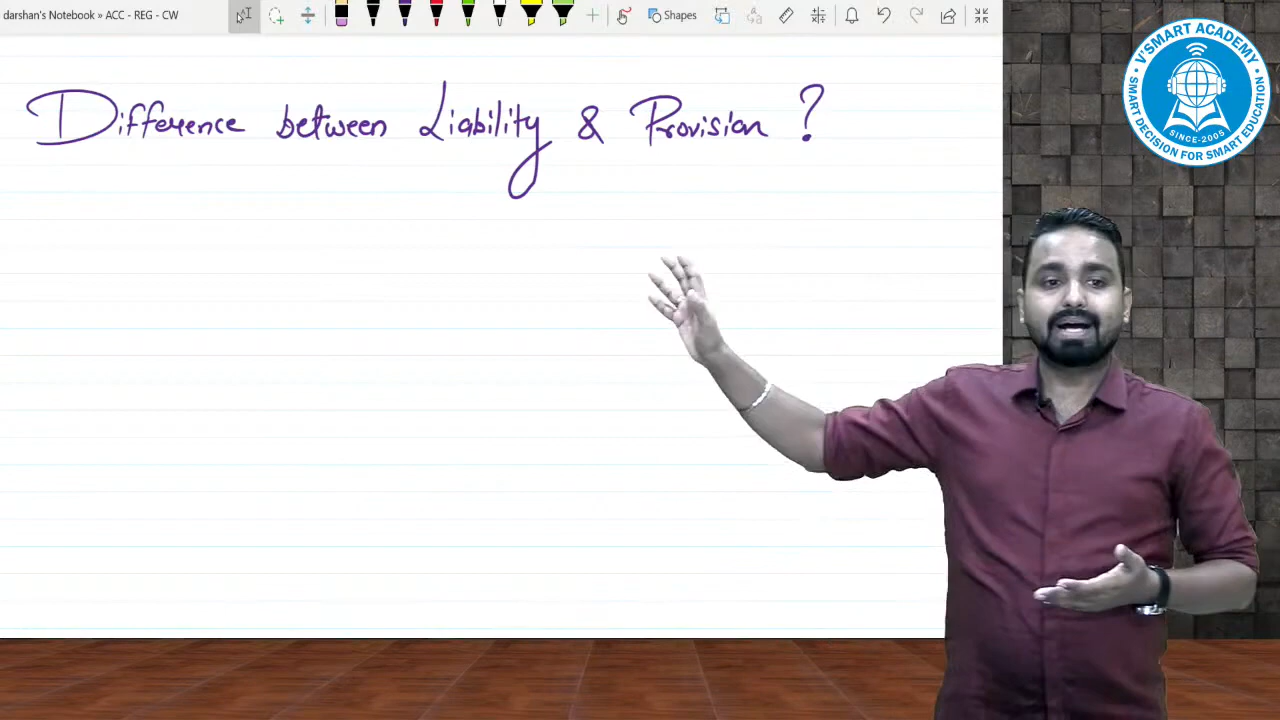 darshan's Notebook » ACC - REG - CW
Shapes
Difference between Liability & Provision ?
V'SMART ACADEMY
SINCE-2005
SMART DECISION FOR SMART EDUCATION